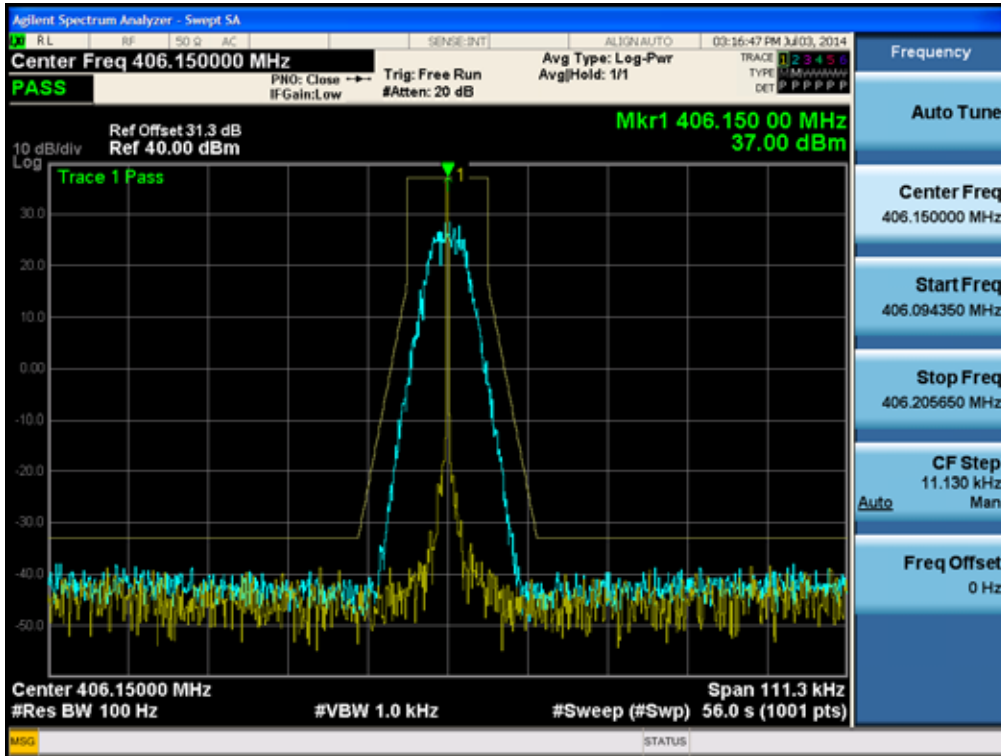 Agilent Spectrum Analyzer - Swept SA
RL RF 50 Ω AC SENSE:INT ALIGNAUTO 03:16:47 PM Jul 03, 2014
Center Freq 406.150000 MHz
PASS
PNO: Close
IFGain:Low
Trig: Free Run
#Atten: 20 dB
Avg Type: Log-Pwr
Avg|Hold: 1/1
TRACE 1 2 3 4 5 6
TYPE
DET P P P P P P
Mkr1 406.150 00 MHz
37.00 dBm
Ref Offset 31.3 dB
10 dB/div Ref 40.00 dBm
Log
Trace 1 Pass
1
30.0
20.0
10.0
0.00
-10.0
-20.0
-30.0
-40.0
-50.0
Center 406.15000 MHz Span 111.3 kHz
#Res BW 100 Hz #VBW 1.0 kHz #Sweep (#Swp) 56.0 s (1001 pts)
MSG STATUS
Frequency
Auto Tune
Center Freq
406.150000 MHz
Start Freq
406.094350 MHz
Stop Freq
406.205650 MHz
CF Step
11.130 kHz
Auto Man
Freq Offset
0 Hz